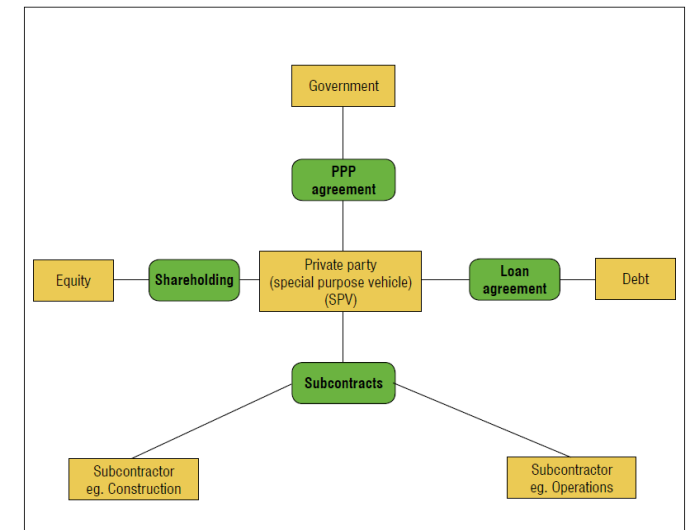 Government
PPP
agreement
Equity
Shareholding
Private party
(special purpose vehicle)
(SPV)
Loan
agreement
Debt
Subcontracts
Subcontractor
eg. Construction
Subcontractor
eg. Operations